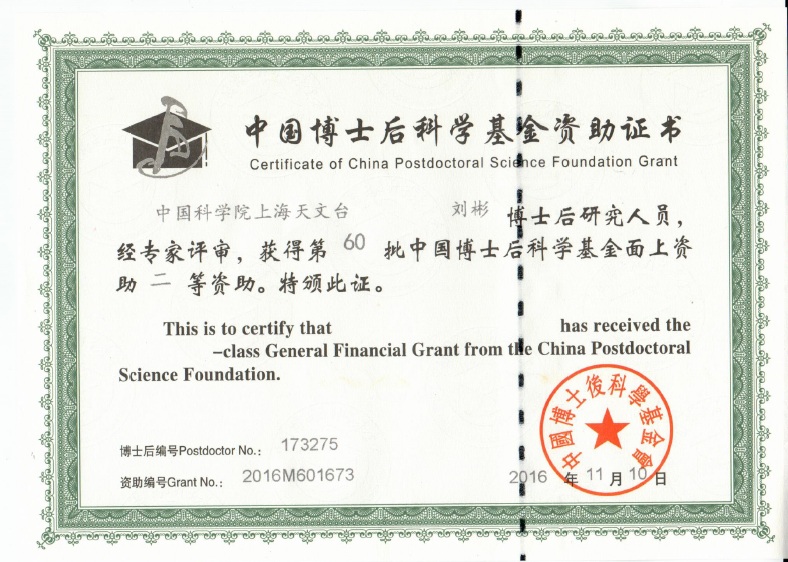 中国博士后科学基金资助证书
Certificate of China Postdoctoral Science Foundation Grant
中国科学院上海天文台 刘彬 博士后研究人员，
经专家评审，获得第 60 批中国博士后科学基金面上资
助 二 等资助。特颁此证。
This is to certify that has received the
–class General Financial Grant from the China Postdoctoral
Science Foundation.
中國博士後科學基金會
博士后编号Postdoctor No.： 173275
资助编号Grant No.： 2016M601673
2016 年 11 月 10 日